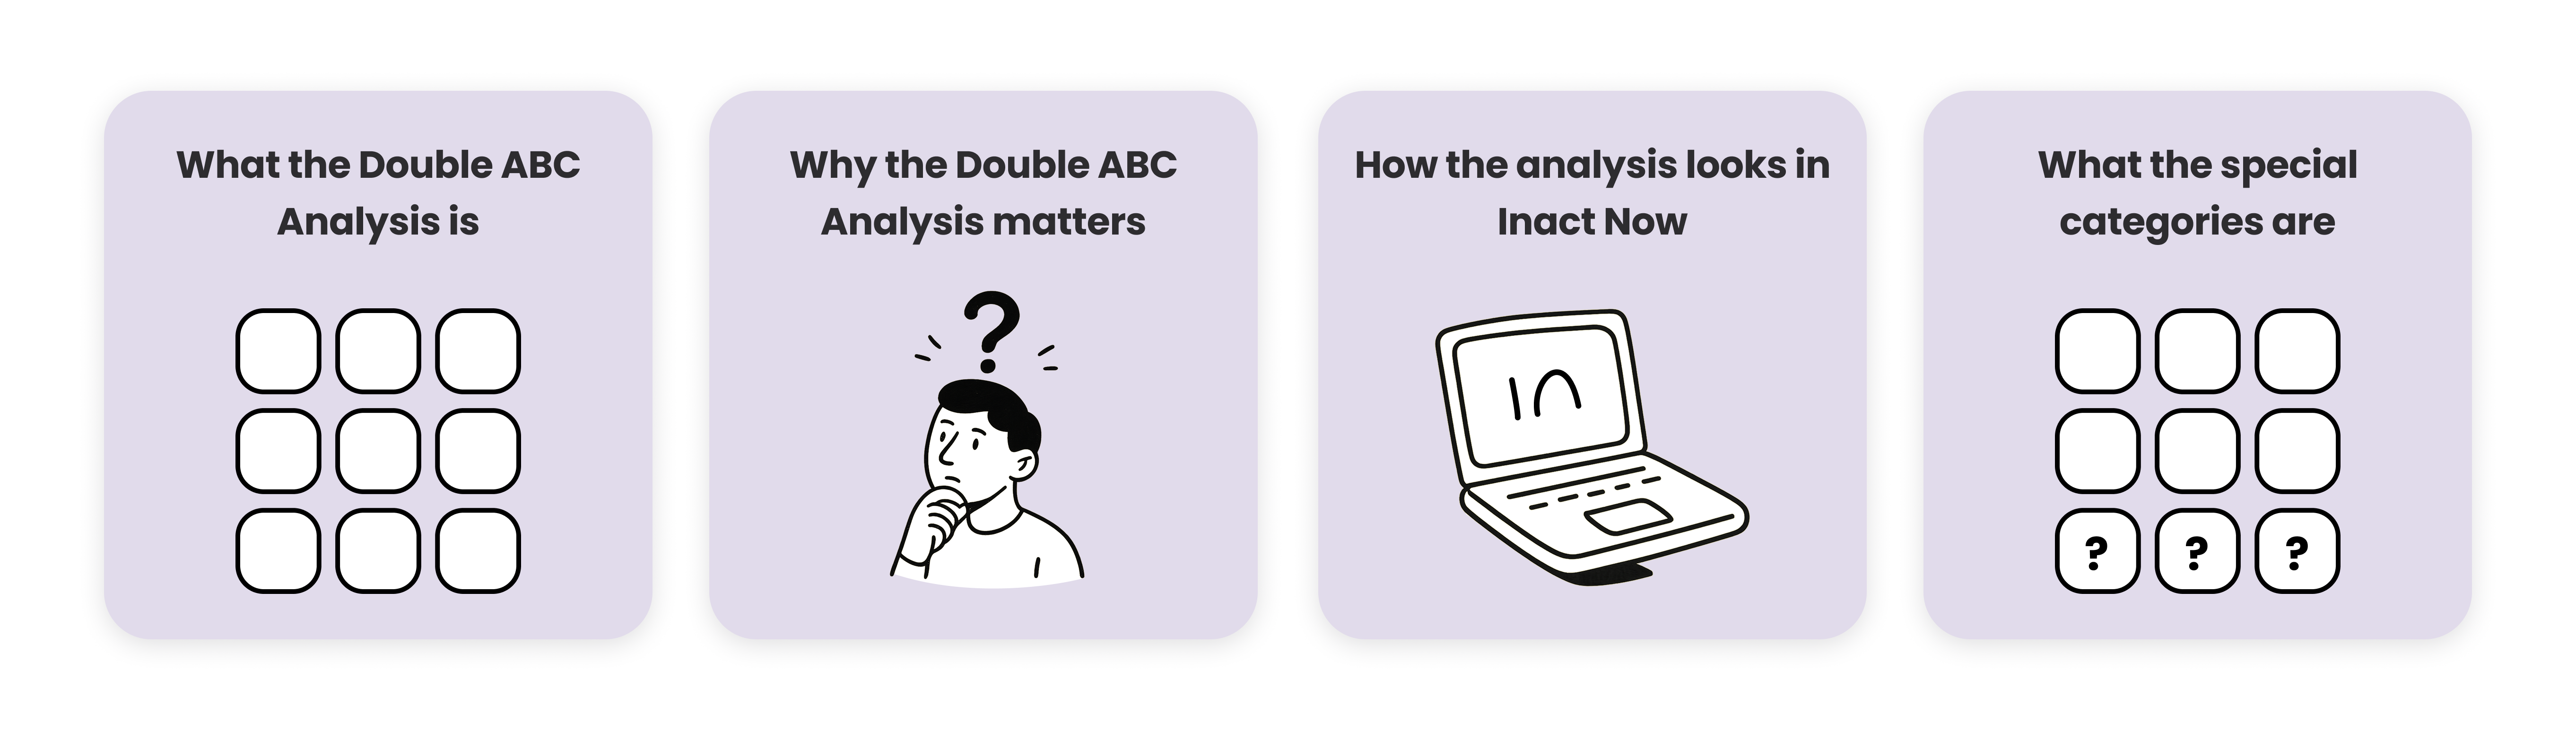 What the Double ABC
Analysis is
Why the Double ABC
Analysis matters
?
How the analysis looks in
Inact Now
In
What the special
categories are
? ? ?